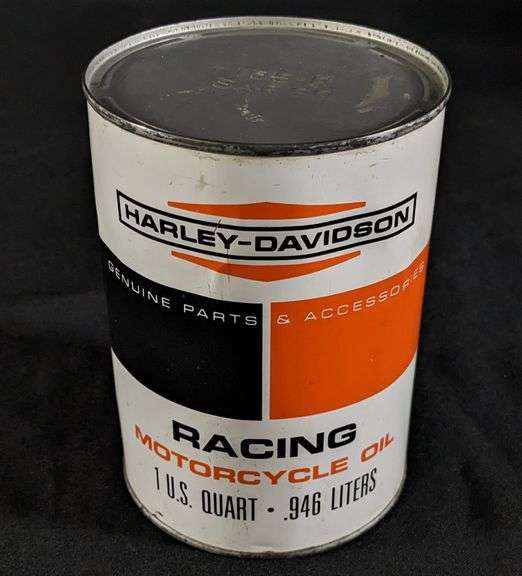 HARLEY-DAVIDSON
GENUINE PARTS & ACCESSORIES
RACING
MOTORCYCLE OIL
1 U.S. QUART • .946 LITERS